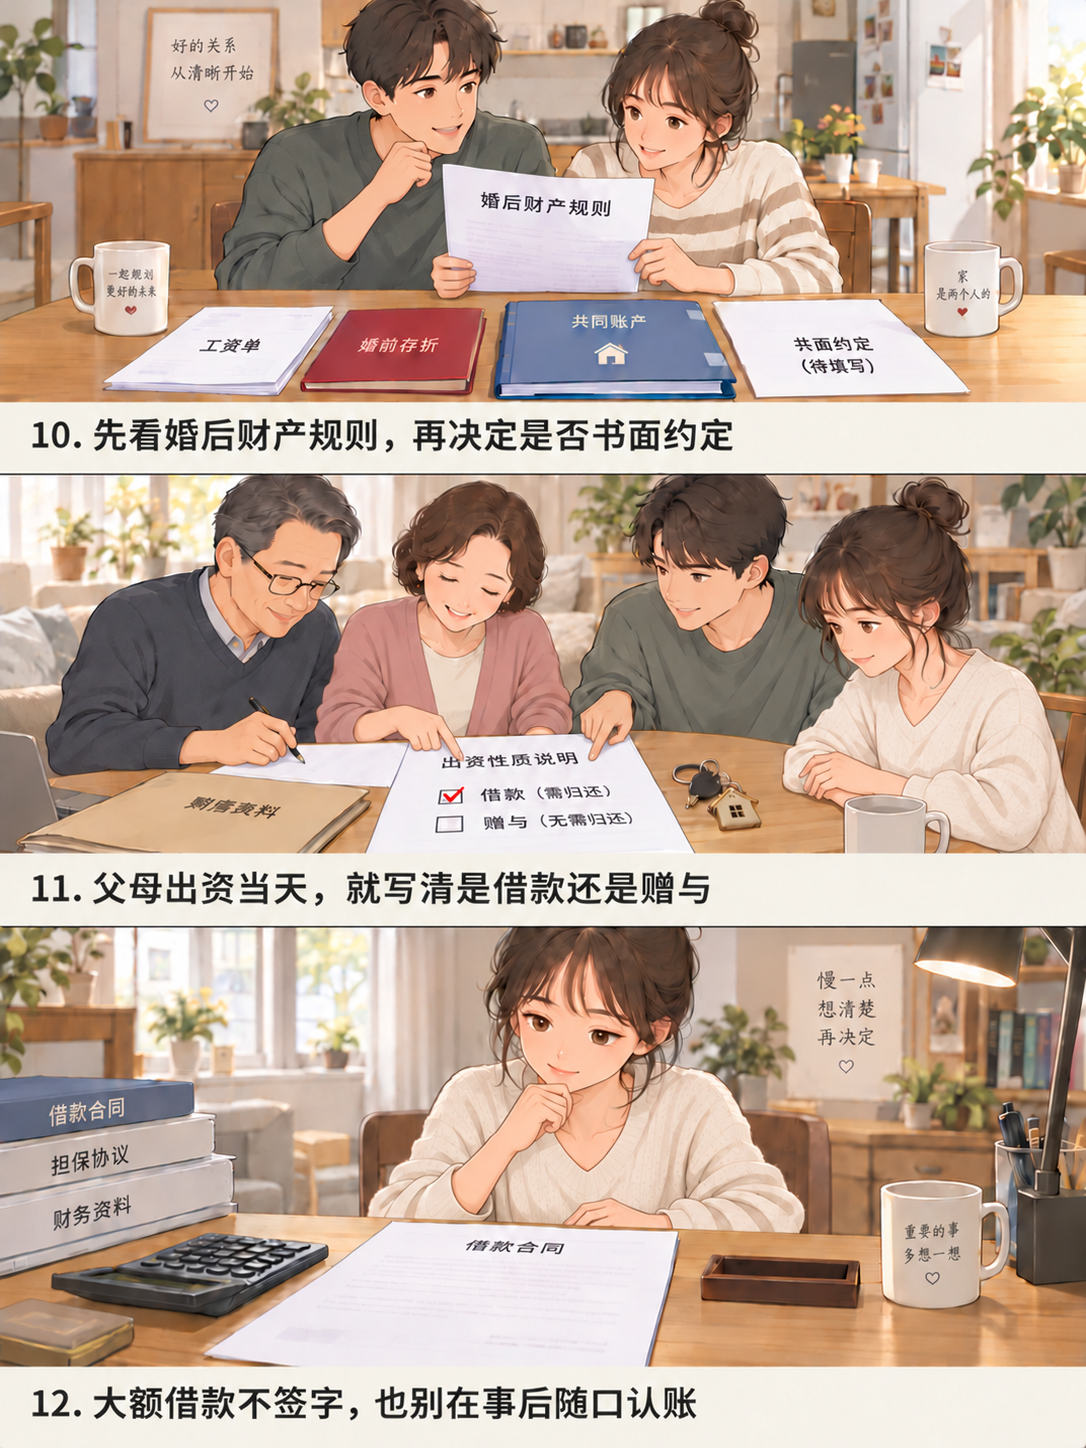 好的关系
从清晰开始
婚后财产规则
一起规划
更好的未来
家
是两个人的
工资单
婚前存折
共同账产
共面约定
(待填写)
10. 先看婚后财产规则，再决定是否书面约定
出资性质说明
借款（需归还）
赠与（无需归还）
11. 父母出资当天，就写清是借款还是赠与
慢一点
想清楚
再决定
借款合同
担保协议
财务资料
借款合同
重要的事
多想一想
12. 大额借款不签字，也别在事后随口认账